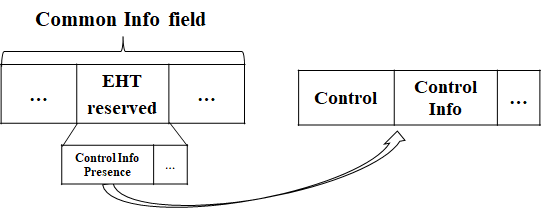 Common Info field
...
EHT
reserved
...
Control Info
Presence
...
Control
Control
Info
...